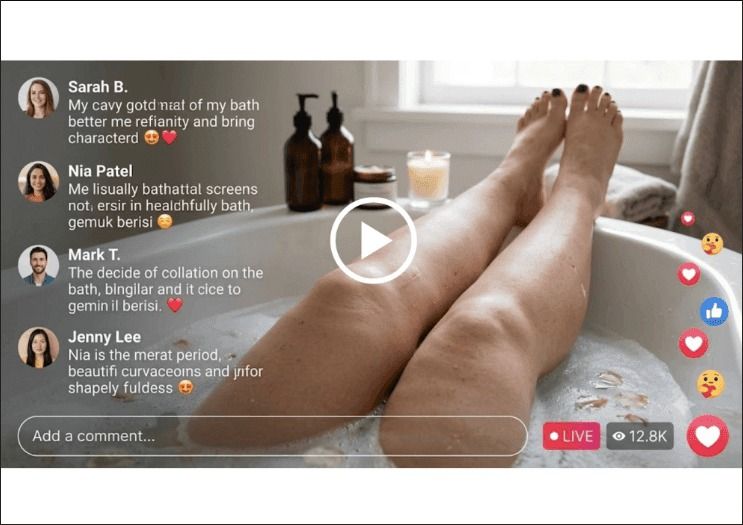 Sarah B.
My cavy gotd of my bath
better me refianity and bring
characterd 😍❤️
Nia Patel
Me lisually bathattal screens
not, ersir in healchfully bath,
gemuk berisi ☺️
Mark T.
The decide of collation on the
bath, blngilar and it cice to
gemin il berisi. ❤️
Jenny Lee
Nia is the merat period,
beautifi curvaceoms and
shapely fuldess 😍
Add a comment...
LIVE
12.8K